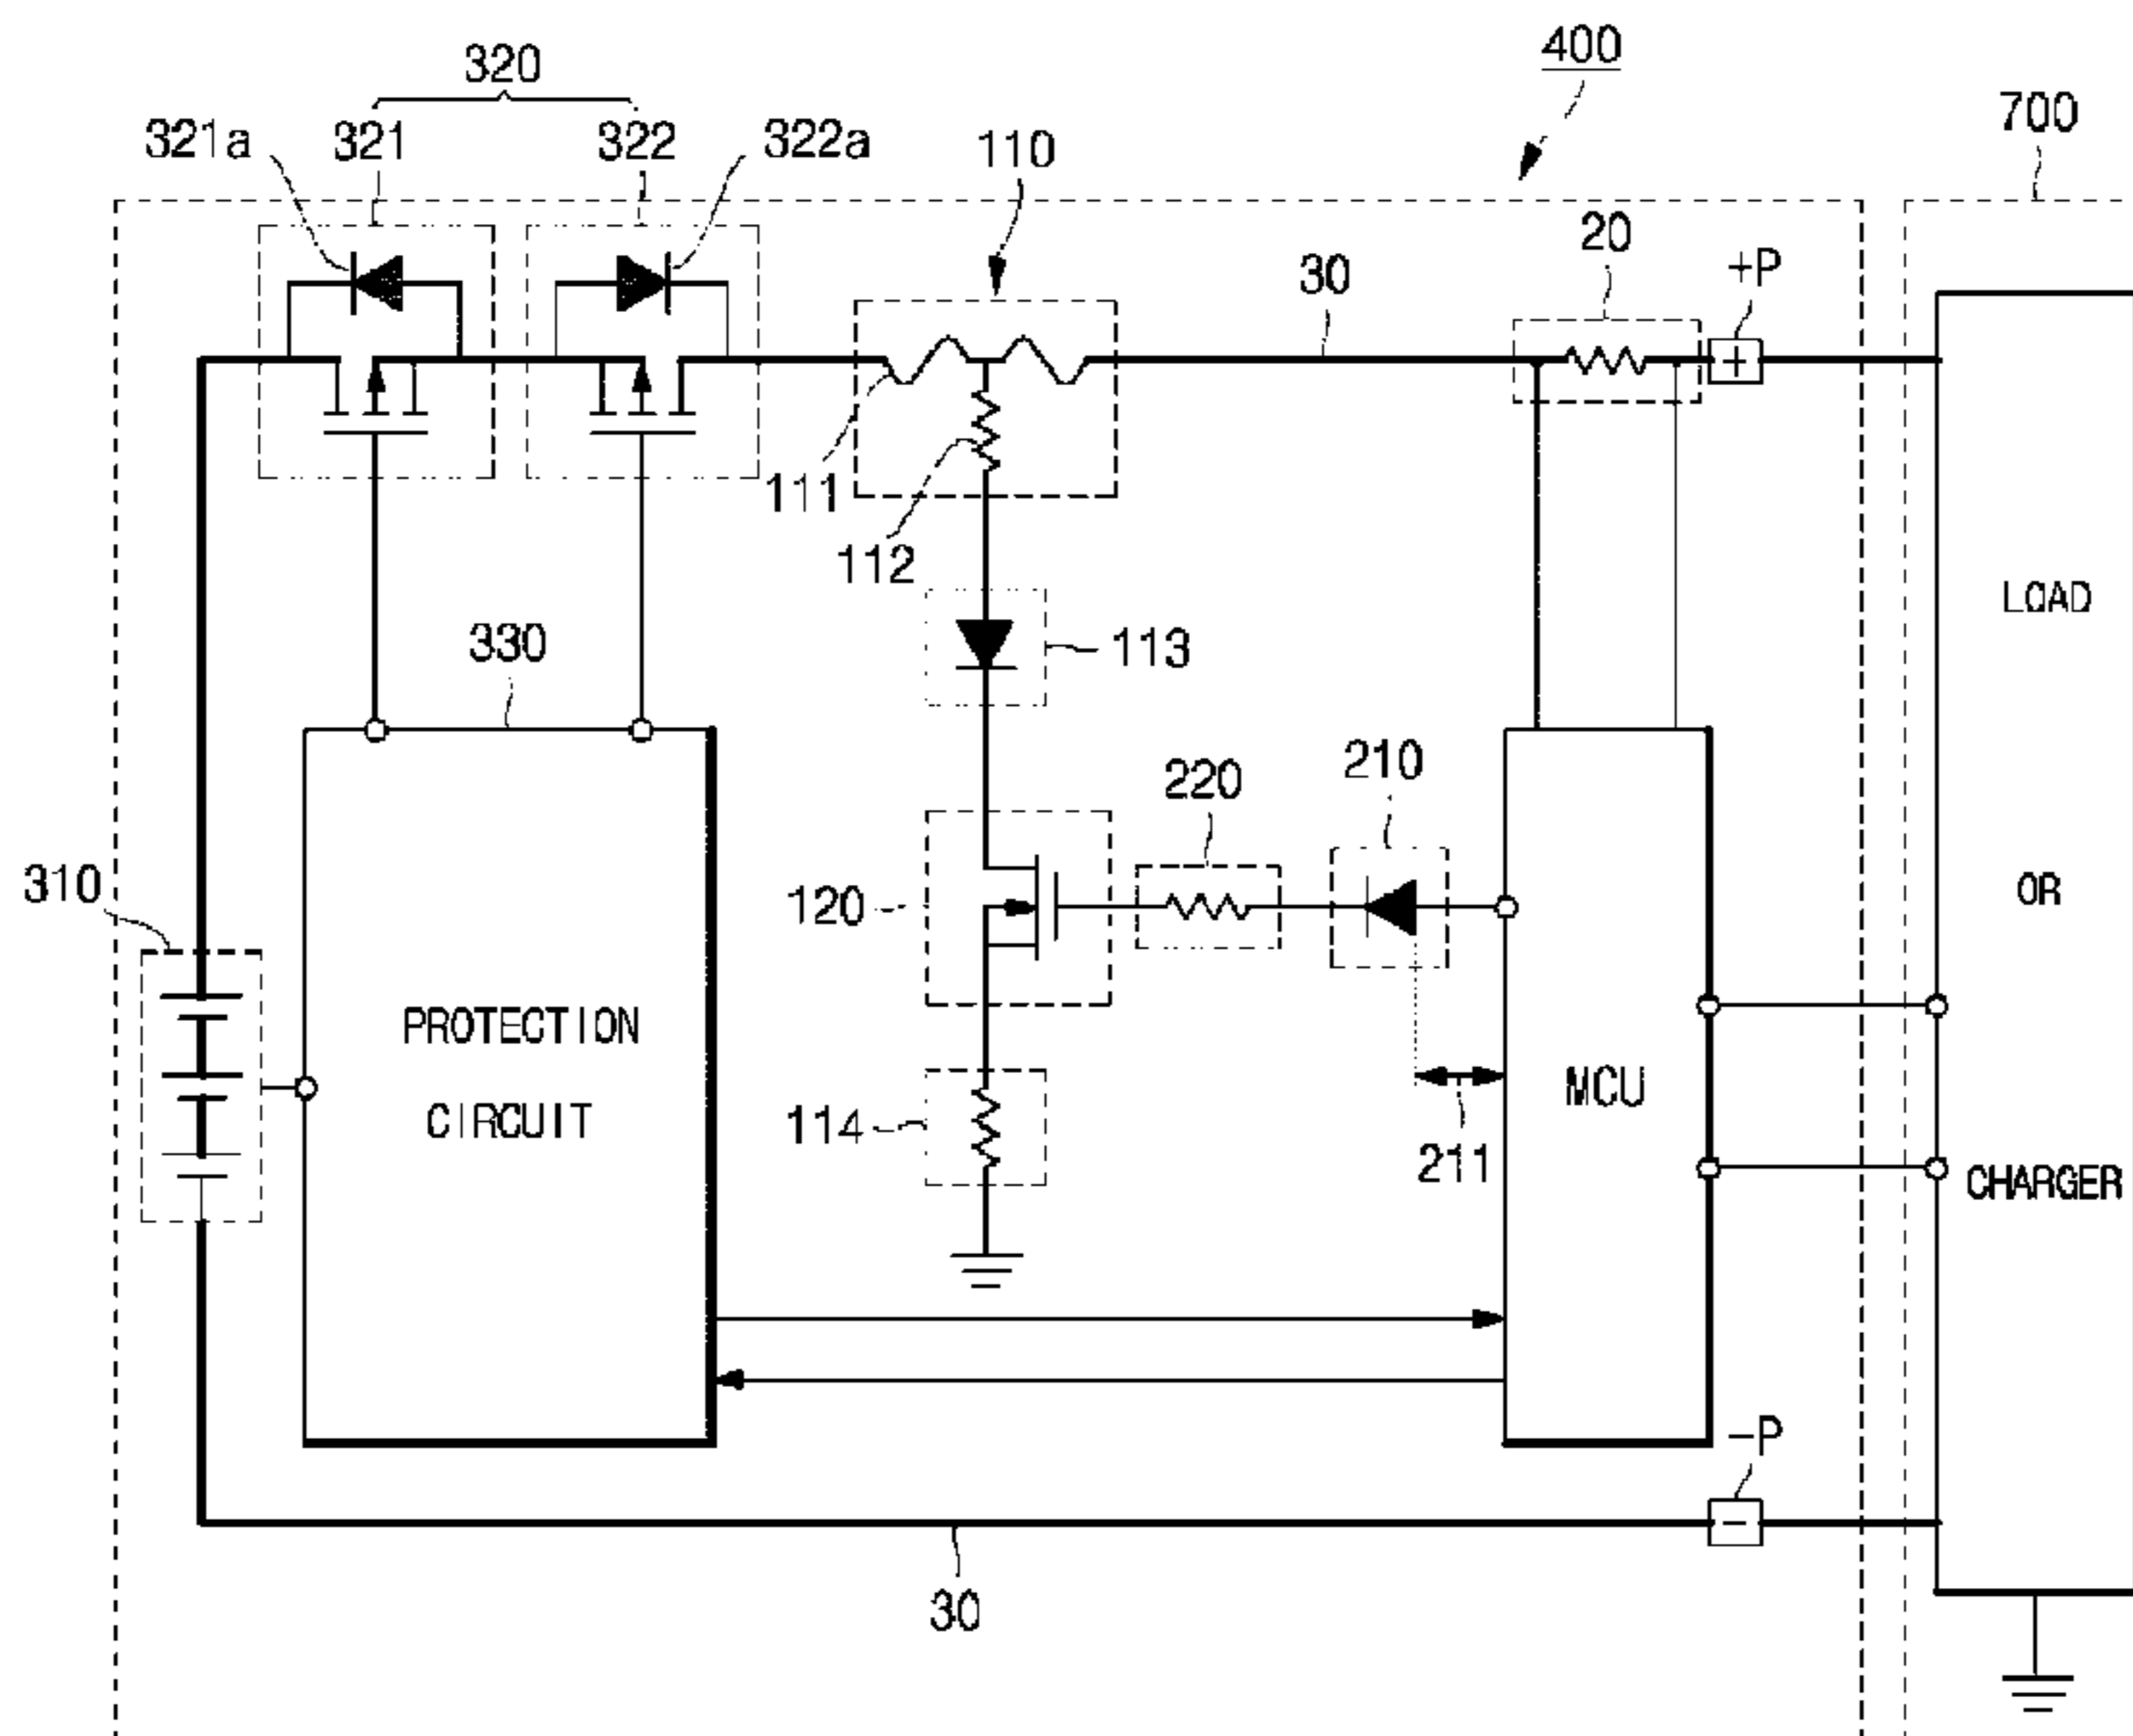 400
320
700
321a
321
322
322a
110
20
+P
30
+
111
112
LOAD
330
113
210
220
310
120
OR
PROTECTION
CIRCUIT
MCU
114
211
CHARGER
-P
-
30